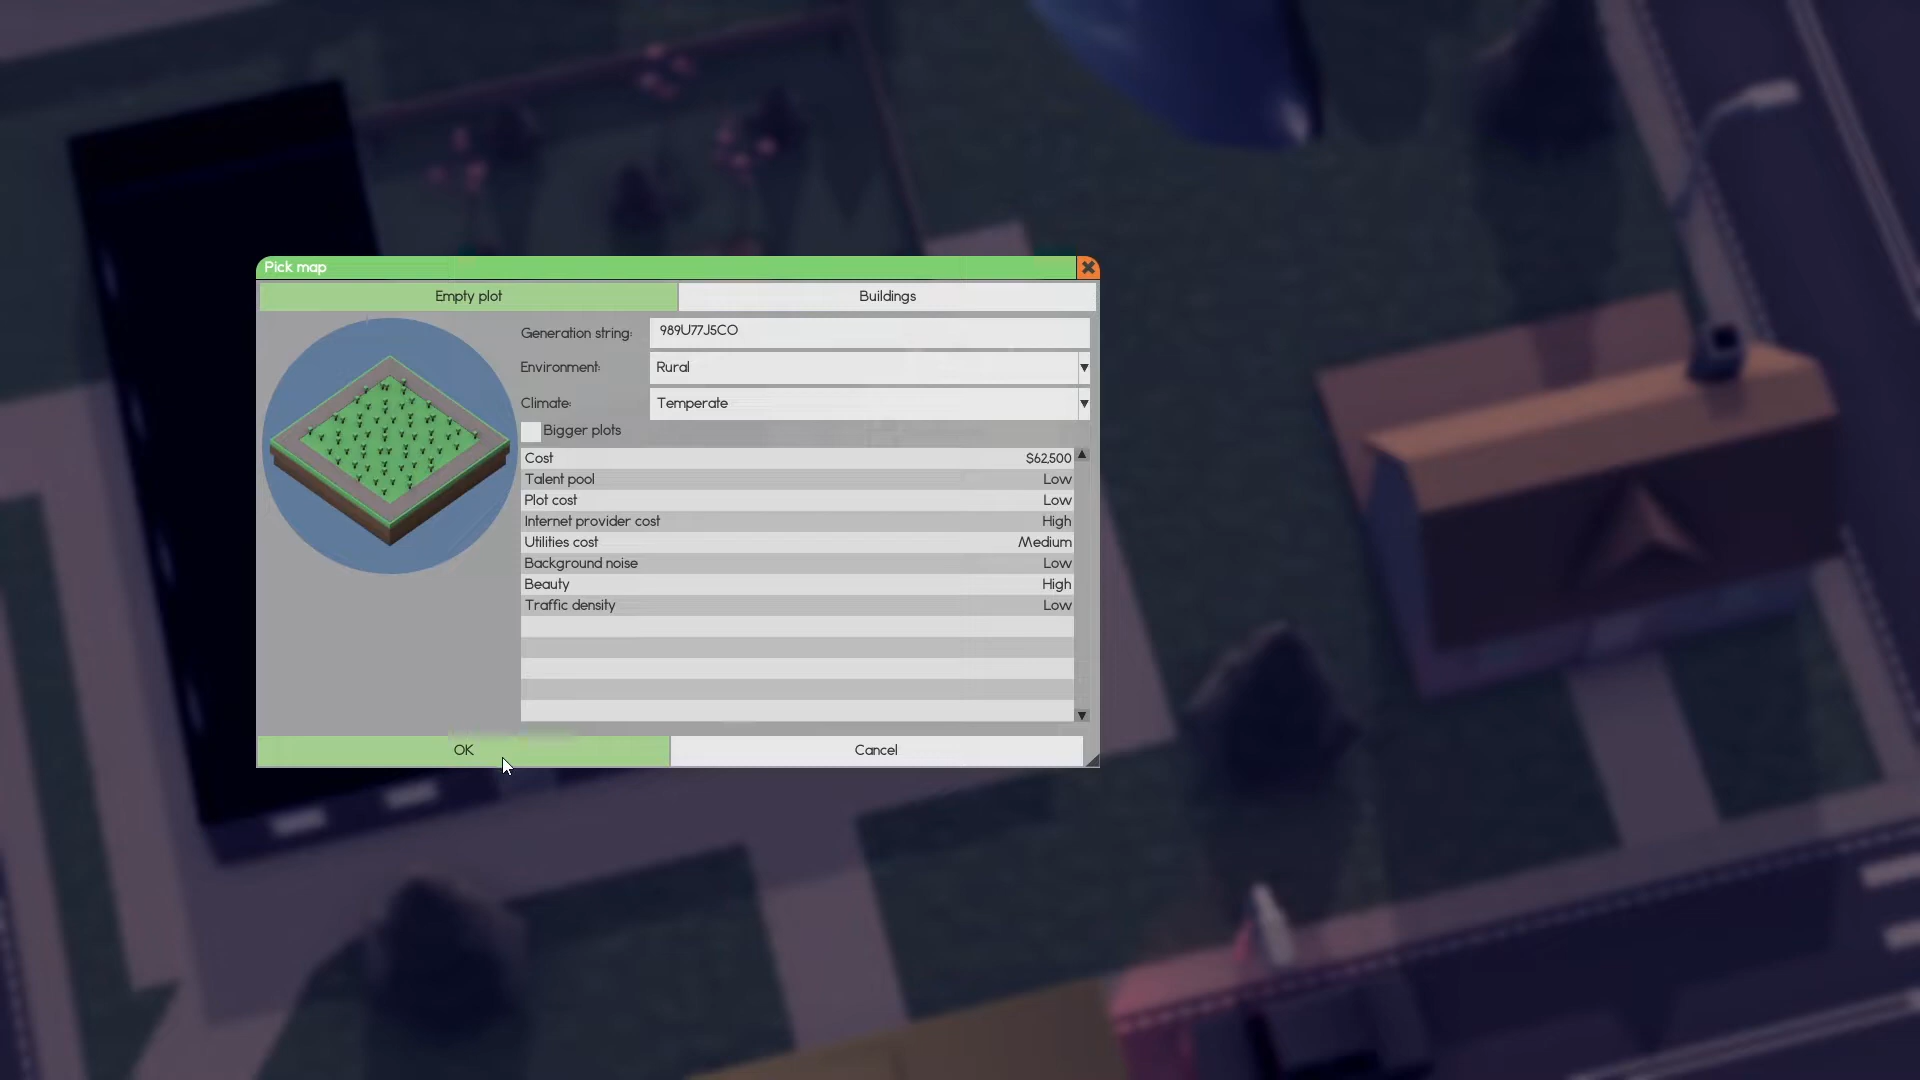 Pick map
Empty plot
Buildings
Generation string: 989U77J5CO
Environment: Rural
Climate: Temperate
Bigger plots
Cost $62,500
Talent pool Low
Plot cost Low
Internet provider cost High
Utilities cost Medium
Background noise Low
Beauty High
Traffic density Low
OK
Cancel